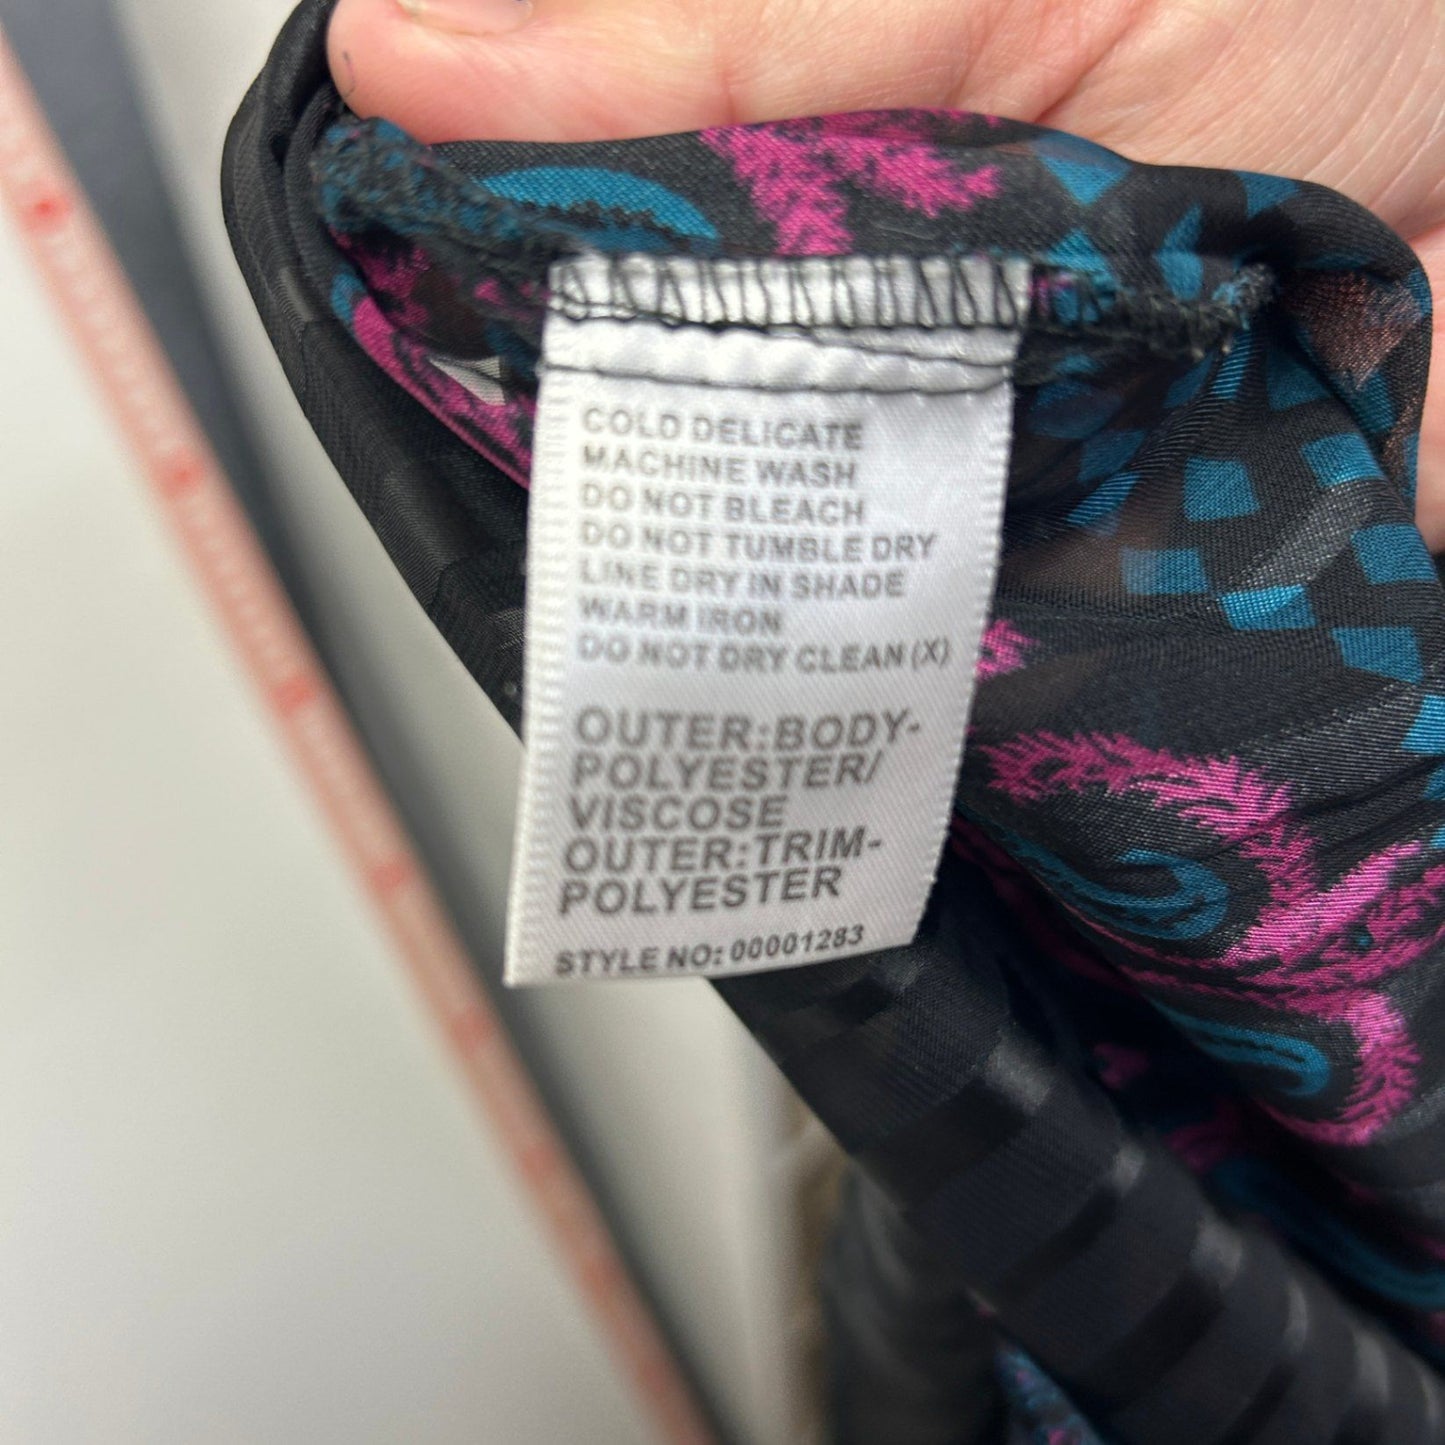 COLD DELICATE
MACHINE WASH
DO NOT BLEACH
DO NOT TUMBLE DRY
LINE DRY IN SHADE
WARM IRON
DO NOT DRY CLEAN (X)
OUTER:BODY-
POLYESTER/
VISCOSE
OUTER:TRIM-
POLYESTER
STYLE NO: 00001283